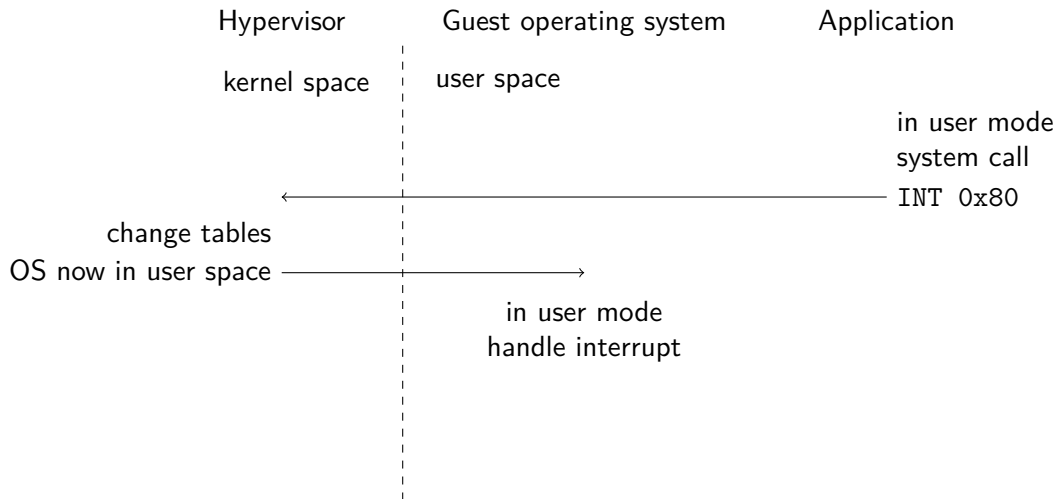 Hypervisor Guest operating system Application
kernel space user space
in user mode
system call
INT 0x80
change tables
OS now in user space
in user mode
handle interrupt